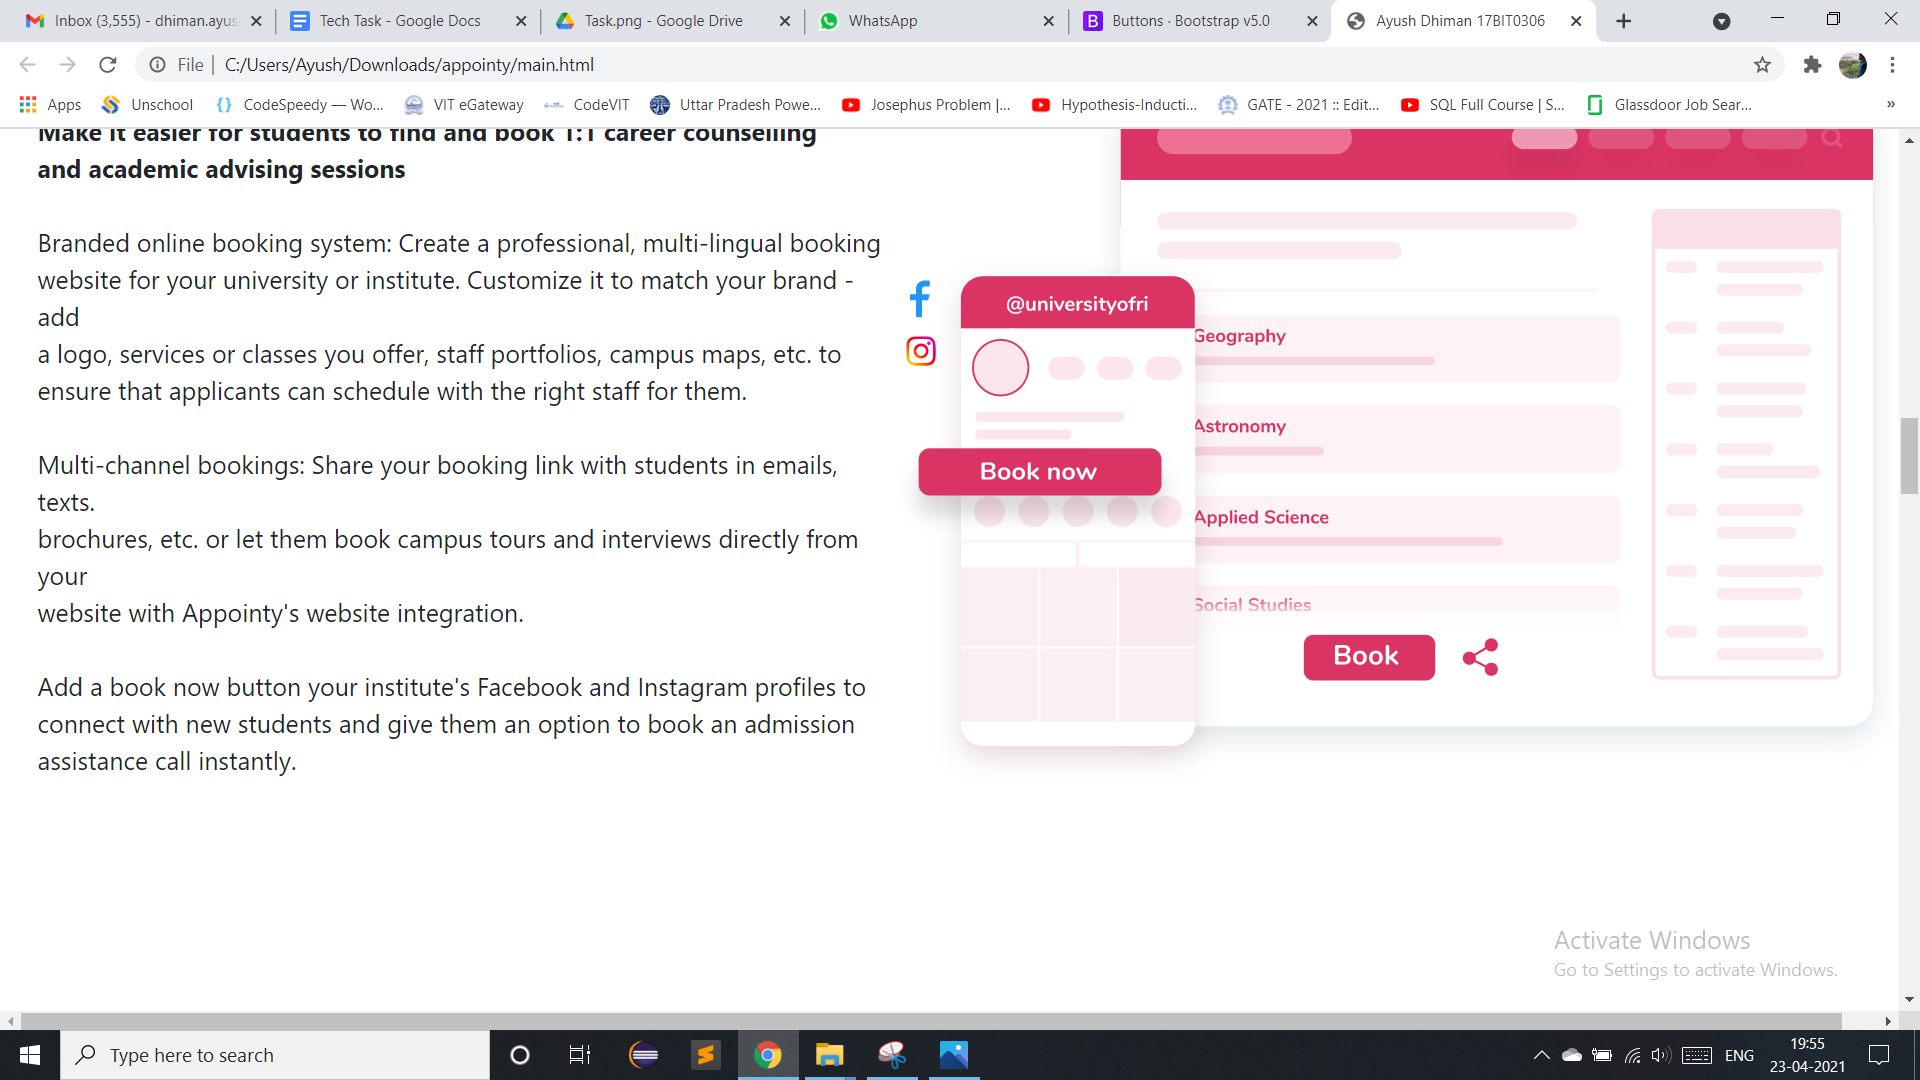 Inbox (3,555) - dhiman.ayus
Tech Task - Google Docs
Task.png - Google Drive
WhatsApp
Buttons · Bootstrap v5.0
Ayush Dhiman 17BIT0306
File
C:/Users/Ayush/Downloads/appointy/main.html
Apps
Unschool
CodeSpeedy — Wo...
VIT eGateway
CodeVIT
Uttar Pradesh Powe...
Josephus Problem |...
Hypothesis-Inducti...
GATE - 2021 :: Edit...
SQL Full Course | S...
Glassdoor Job Sear...
»
Make it easier for students to find and book 1:1 career counselling
and academic advising sessions
Branded online booking system: Create a professional, multi-lingual booking
website for your university or institute. Customize it to match your brand -
add
a logo, services or classes you offer, staff portfolios, campus maps, etc. to
ensure that applicants can schedule with the right staff for them.
Multi-channel bookings: Share your booking link with students in emails,
texts.
brochures, etc. or let them book campus tours and interviews directly from
your
website with Appointy's website integration.
Add a book now button your institute's Facebook and Instagram profiles to
connect with new students and give them an option to book an admission
assistance call instantly.
@universityofri
Book now
Geography
Astronomy
Applied Science
Social Studies
Book
Activate Windows
Go to Settings to activate Windows.
Type here to search
ENG
19:55
23-04-2021